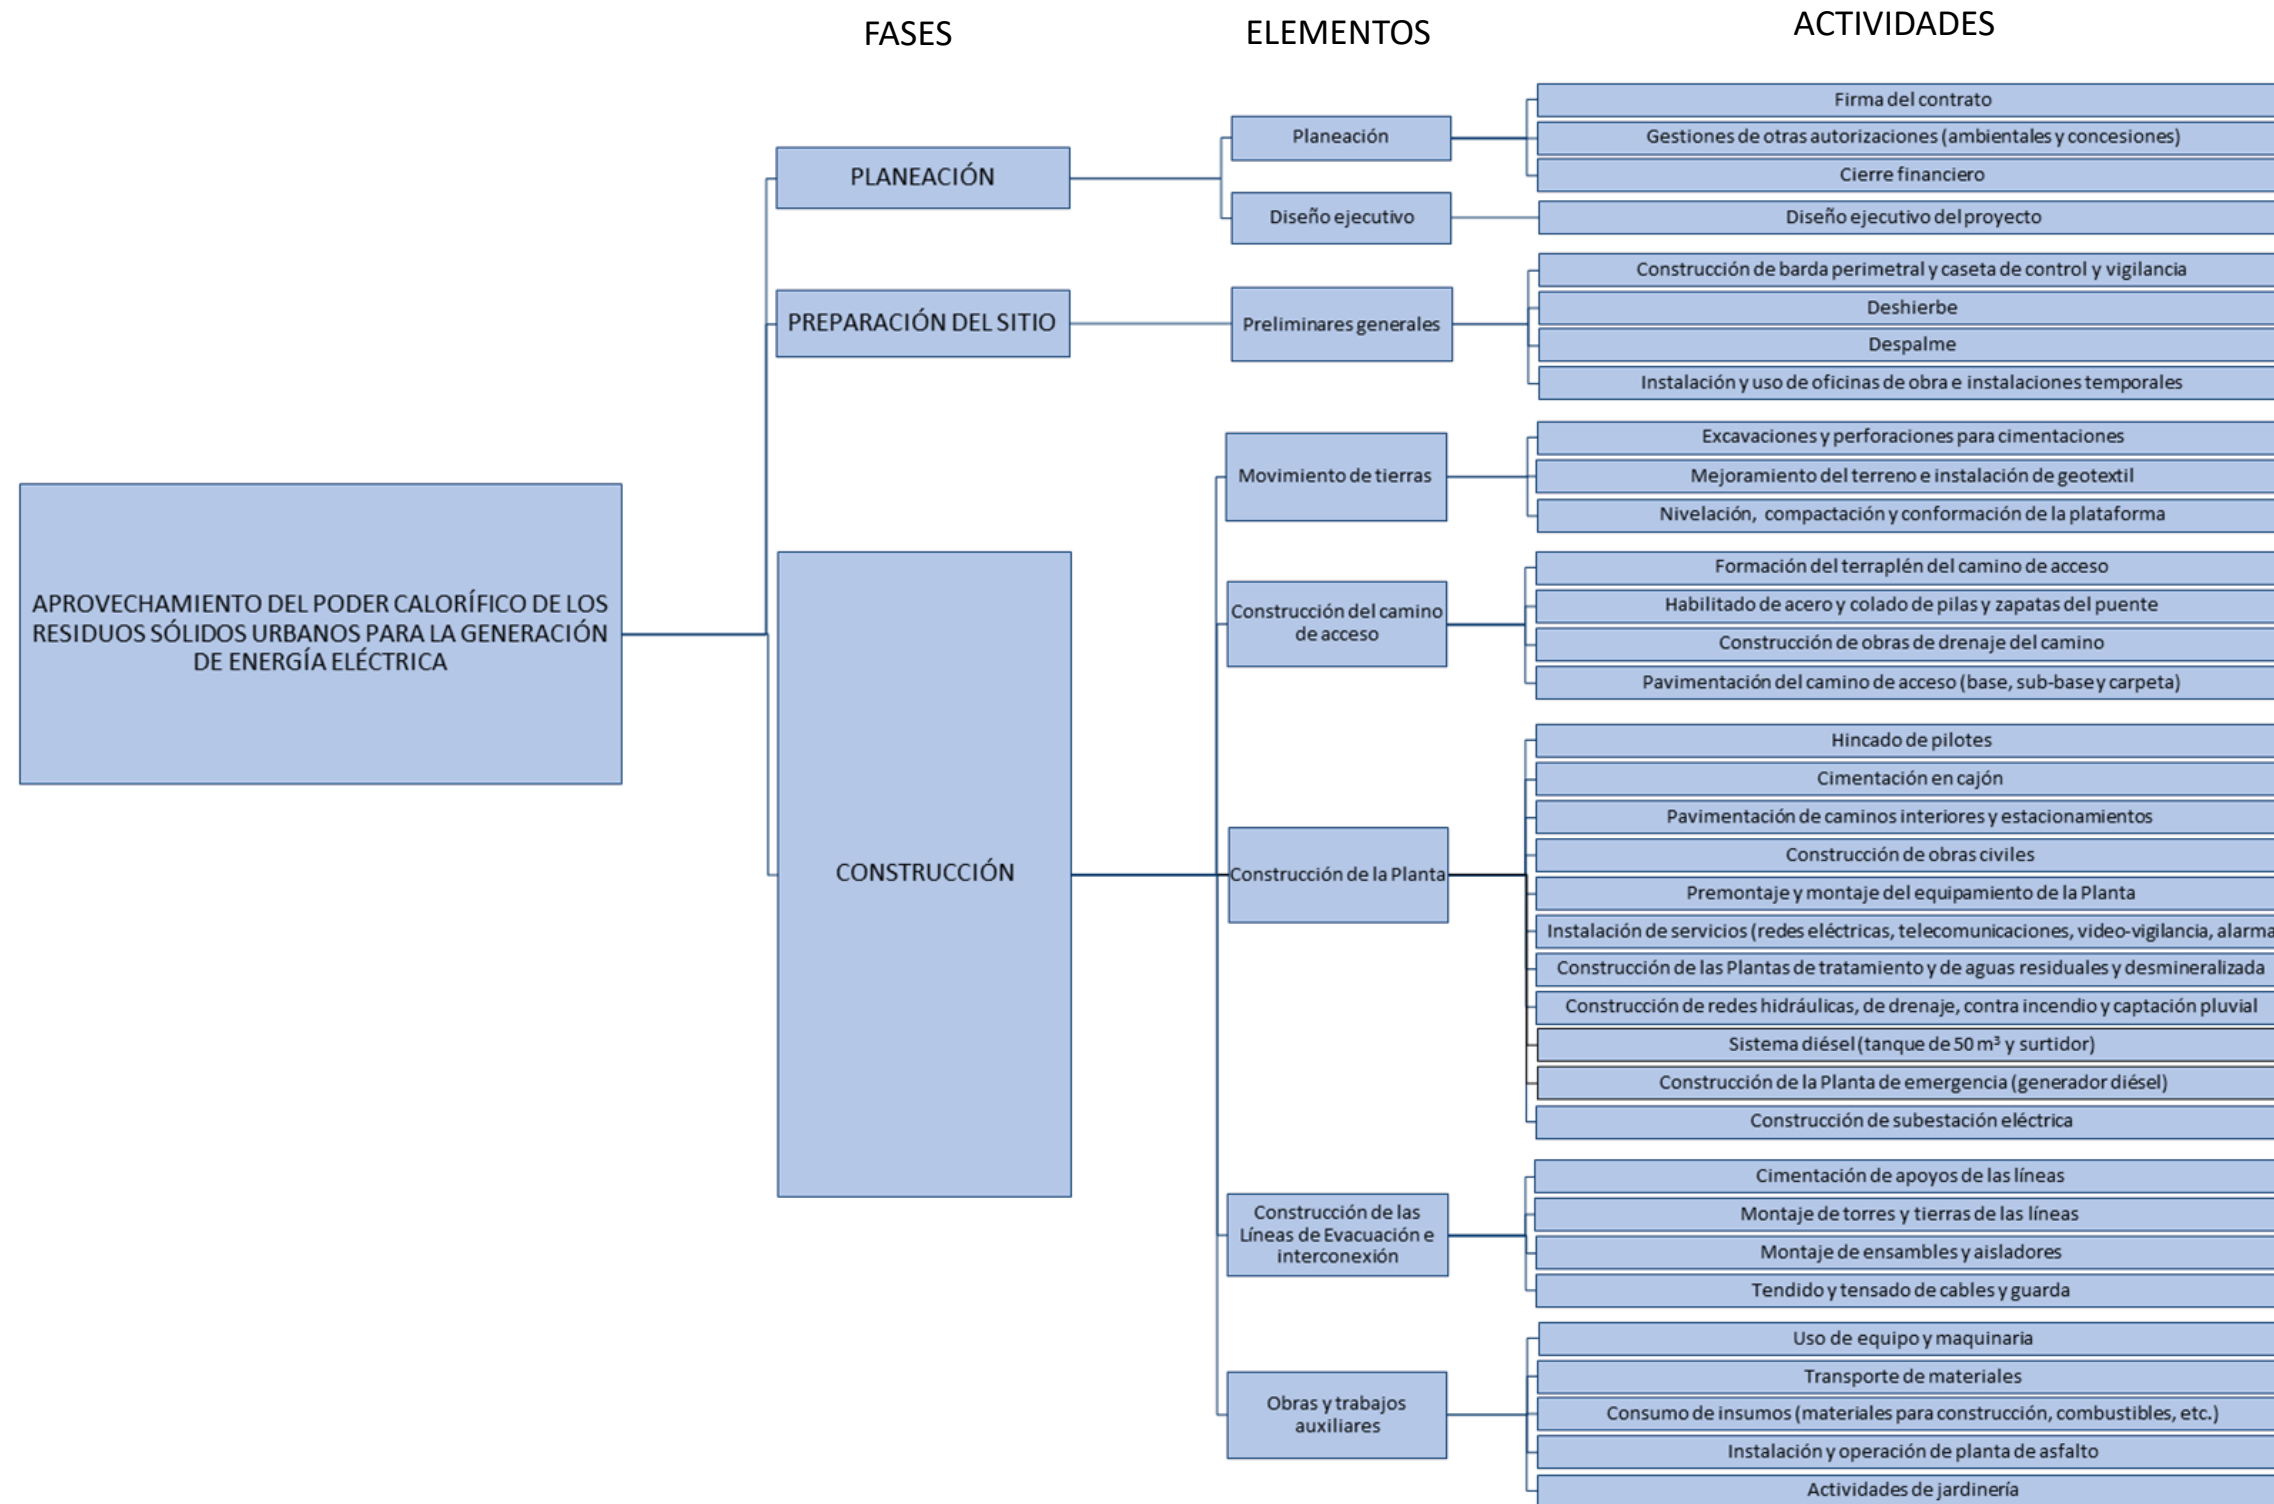 FASES
ELEMENTOS
ACTIVIDADES
APROVECHAMIENTO DEL PODER CALORÍFICO DE LOS
RESIDUOS SÓLIDOS URBANOS PARA LA GENERACIÓN
DE ENERGÍA ELÉCTRICA
PLANEACIÓN
Planeación
Firma del contrato
Gestiones de otras autorizaciones (ambientales y concesiones)
Cierre financiero
Diseño ejecutivo
Diseño ejecutivo del proyecto
PREPARACIÓN DEL SITIO
Preliminares generales
Construcción de barda perimetral y caseta de control y vigilancia
Deshierbe
Despalme
Instalación y uso de oficinas de obra e instalaciones temporales
CONSTRUCCIÓN
Movimiento de tierras
Excavaciones y perforaciones para cimentaciones
Mejoramiento del terreno e instalación de geotextil
Nivelación, compactación y conformación de la plataforma
Construcción del camino
de acceso
Formación del terraplén del camino de acceso
Habilitado de acero y colado de pilas y zapatas del puente
Construcción de obras de drenaje del camino
Pavimentación del camino de acceso (base, sub-base y carpeta)
Construcción de la Planta
Hincado de pilotes
Cimentación en cajón
Pavimentación de caminos interiores y estacionamientos
Construcción de obras civiles
Premontaje y montaje del equipamiento de la Planta
Instalación de servicios (redes eléctricas, telecomunicaciones, video-vigilancia, alarma
Construcción de las Plantas de tratamiento y de aguas residuales y desmineralizada
Construcción de redes hidráulicas, de drenaje, contra incendio y captación pluvial
Sistema diésel (tanque de 50 m³ y surtidor)
Construcción de la Planta de emergencia (generador diésel)
Construcción de subestación eléctrica
Construcción de las
Líneas de Evacuación e
interconexión
Cimentación de apoyos de las líneas
Montaje de torres y tierras de las líneas
Montaje de ensambles y aisladores
Tendido y tensado de cables y guarda
Obras y trabajos
auxiliares
Uso de equipo y maquinaria
Transporte de materiales
Consumo de insumos (materiales para construcción, combustibles, etc.)
Instalación y operación de planta de asfalto
Actividades de jardinería